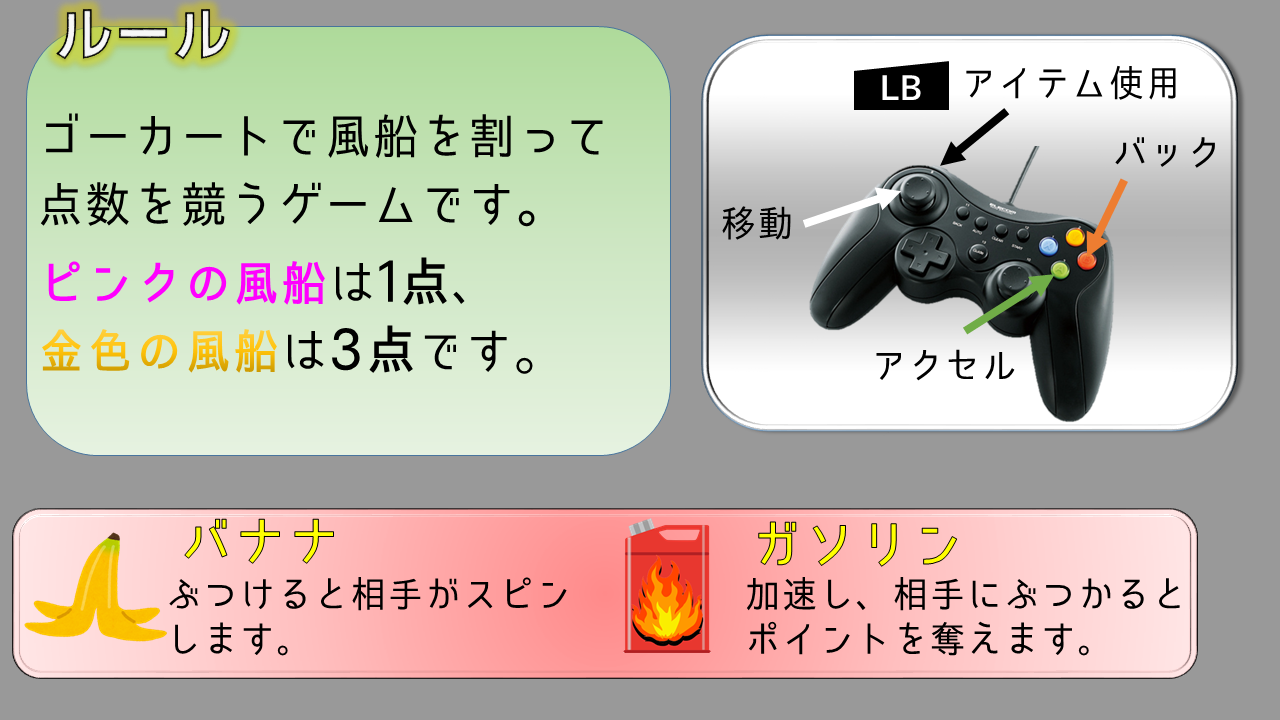 ルール
ゴーカートで風船を割って
点数を競うゲームです。
ピンクの風船は1点、
金色の風船は3点です。
LB アイテム使用
バック
移動
アクセル
バナナ
ぶつけると相手がスピン
します。
ガソリン
加速し、相手にぶつかると
ポイントを奪えます。